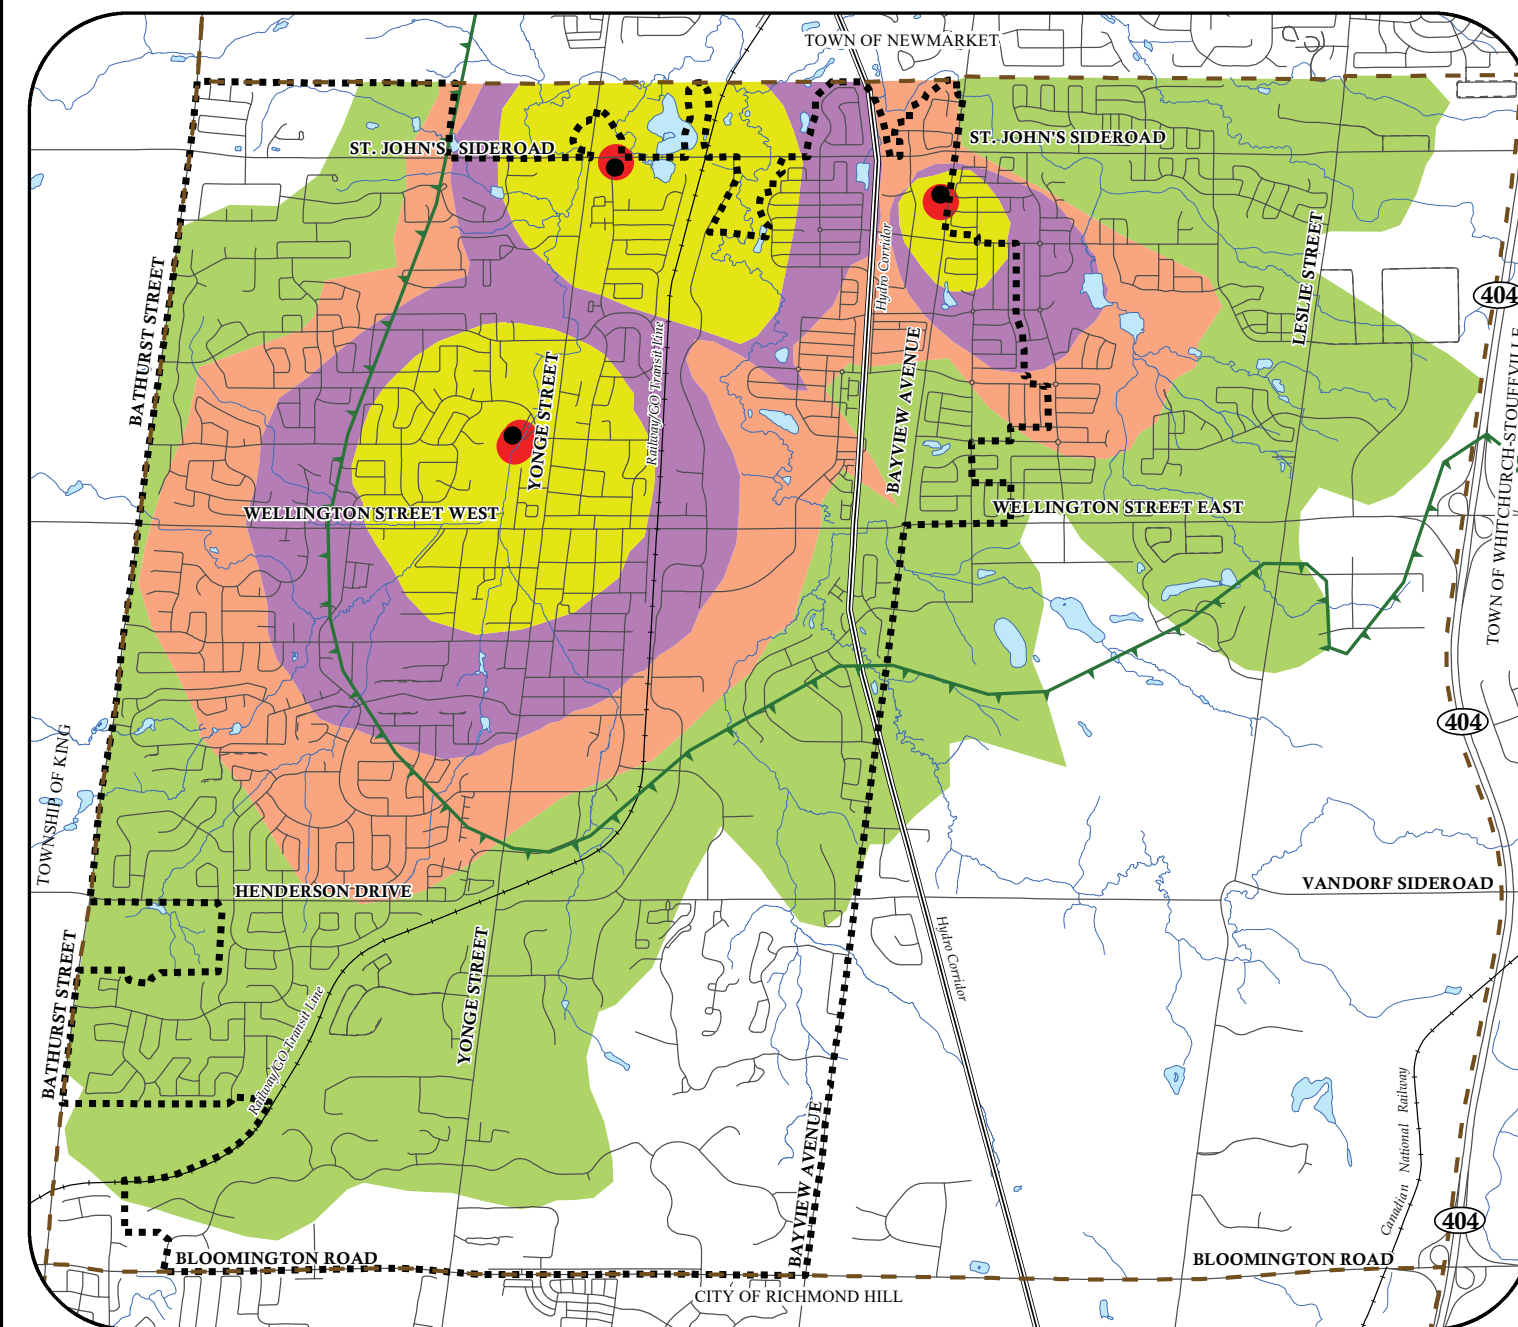 TOWN OF NEWMARKET
ST. JOHN'S SIDEROAD
ST. JOHN'S SIDEROAD
BATHURST STREET
Hydro Corridor
LESLIE STREET
404
Railway/GO Transit Line
YONGE STREET
BAYVIEW AVENUE
TOWN OF WHITCHURCH-STOUFFVILLE
WELLINGTON STREET WEST
WELLINGTON STREET EAST
404
TOWNSHIP OF KING
HENDERSON DRIVE
VANDORF SIDEROAD
BATHURST STREET
YONGE STREET
Hydro Corridor
Railway/GO Transit Line
BAYVIEW AVENUE
Canadian National Railway
404
BLOOMINGTON ROAD
BLOOMINGTON ROAD
CITY OF RICHMOND HILL